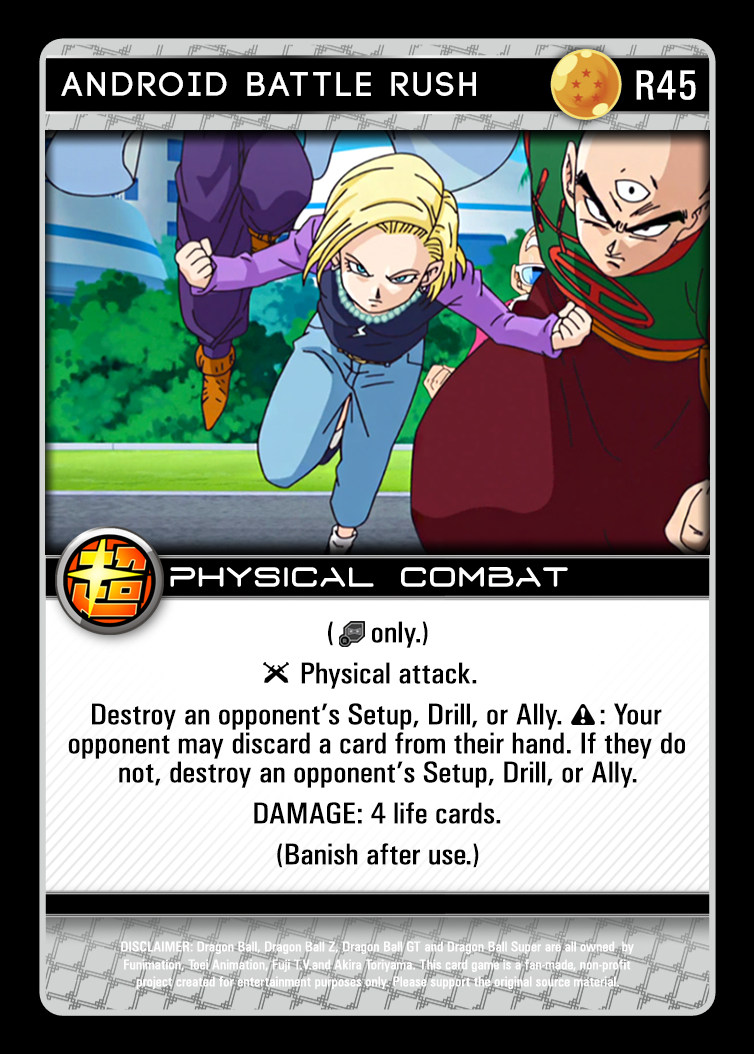 ANDROID BATTLE RUSH R45
PHYSICAL COMBAT
( only.)
Physical attack.
Destroy an opponent's Setup, Drill, or Ally. : Your
opponent may discard a card from their hand. If they do
not, destroy an opponent's Setup, Drill, or Ally.
DAMAGE: 4 life cards.
(Banish after use.)
DISCLAIMER: Dragon Ball, Dragon Ball Z, Dragon Ball GT and Dragon Ball Super are all owned by
Funimation, Toei Animation, Fuji T.V.and Akira Toriyama. This card game is a fan-made, non-profit
project created for entertainment purposes only. Please support the original source material.